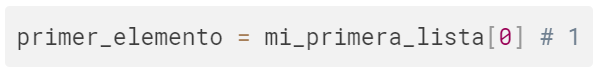 primer_elemento = mi_primera_lista[0] # 1